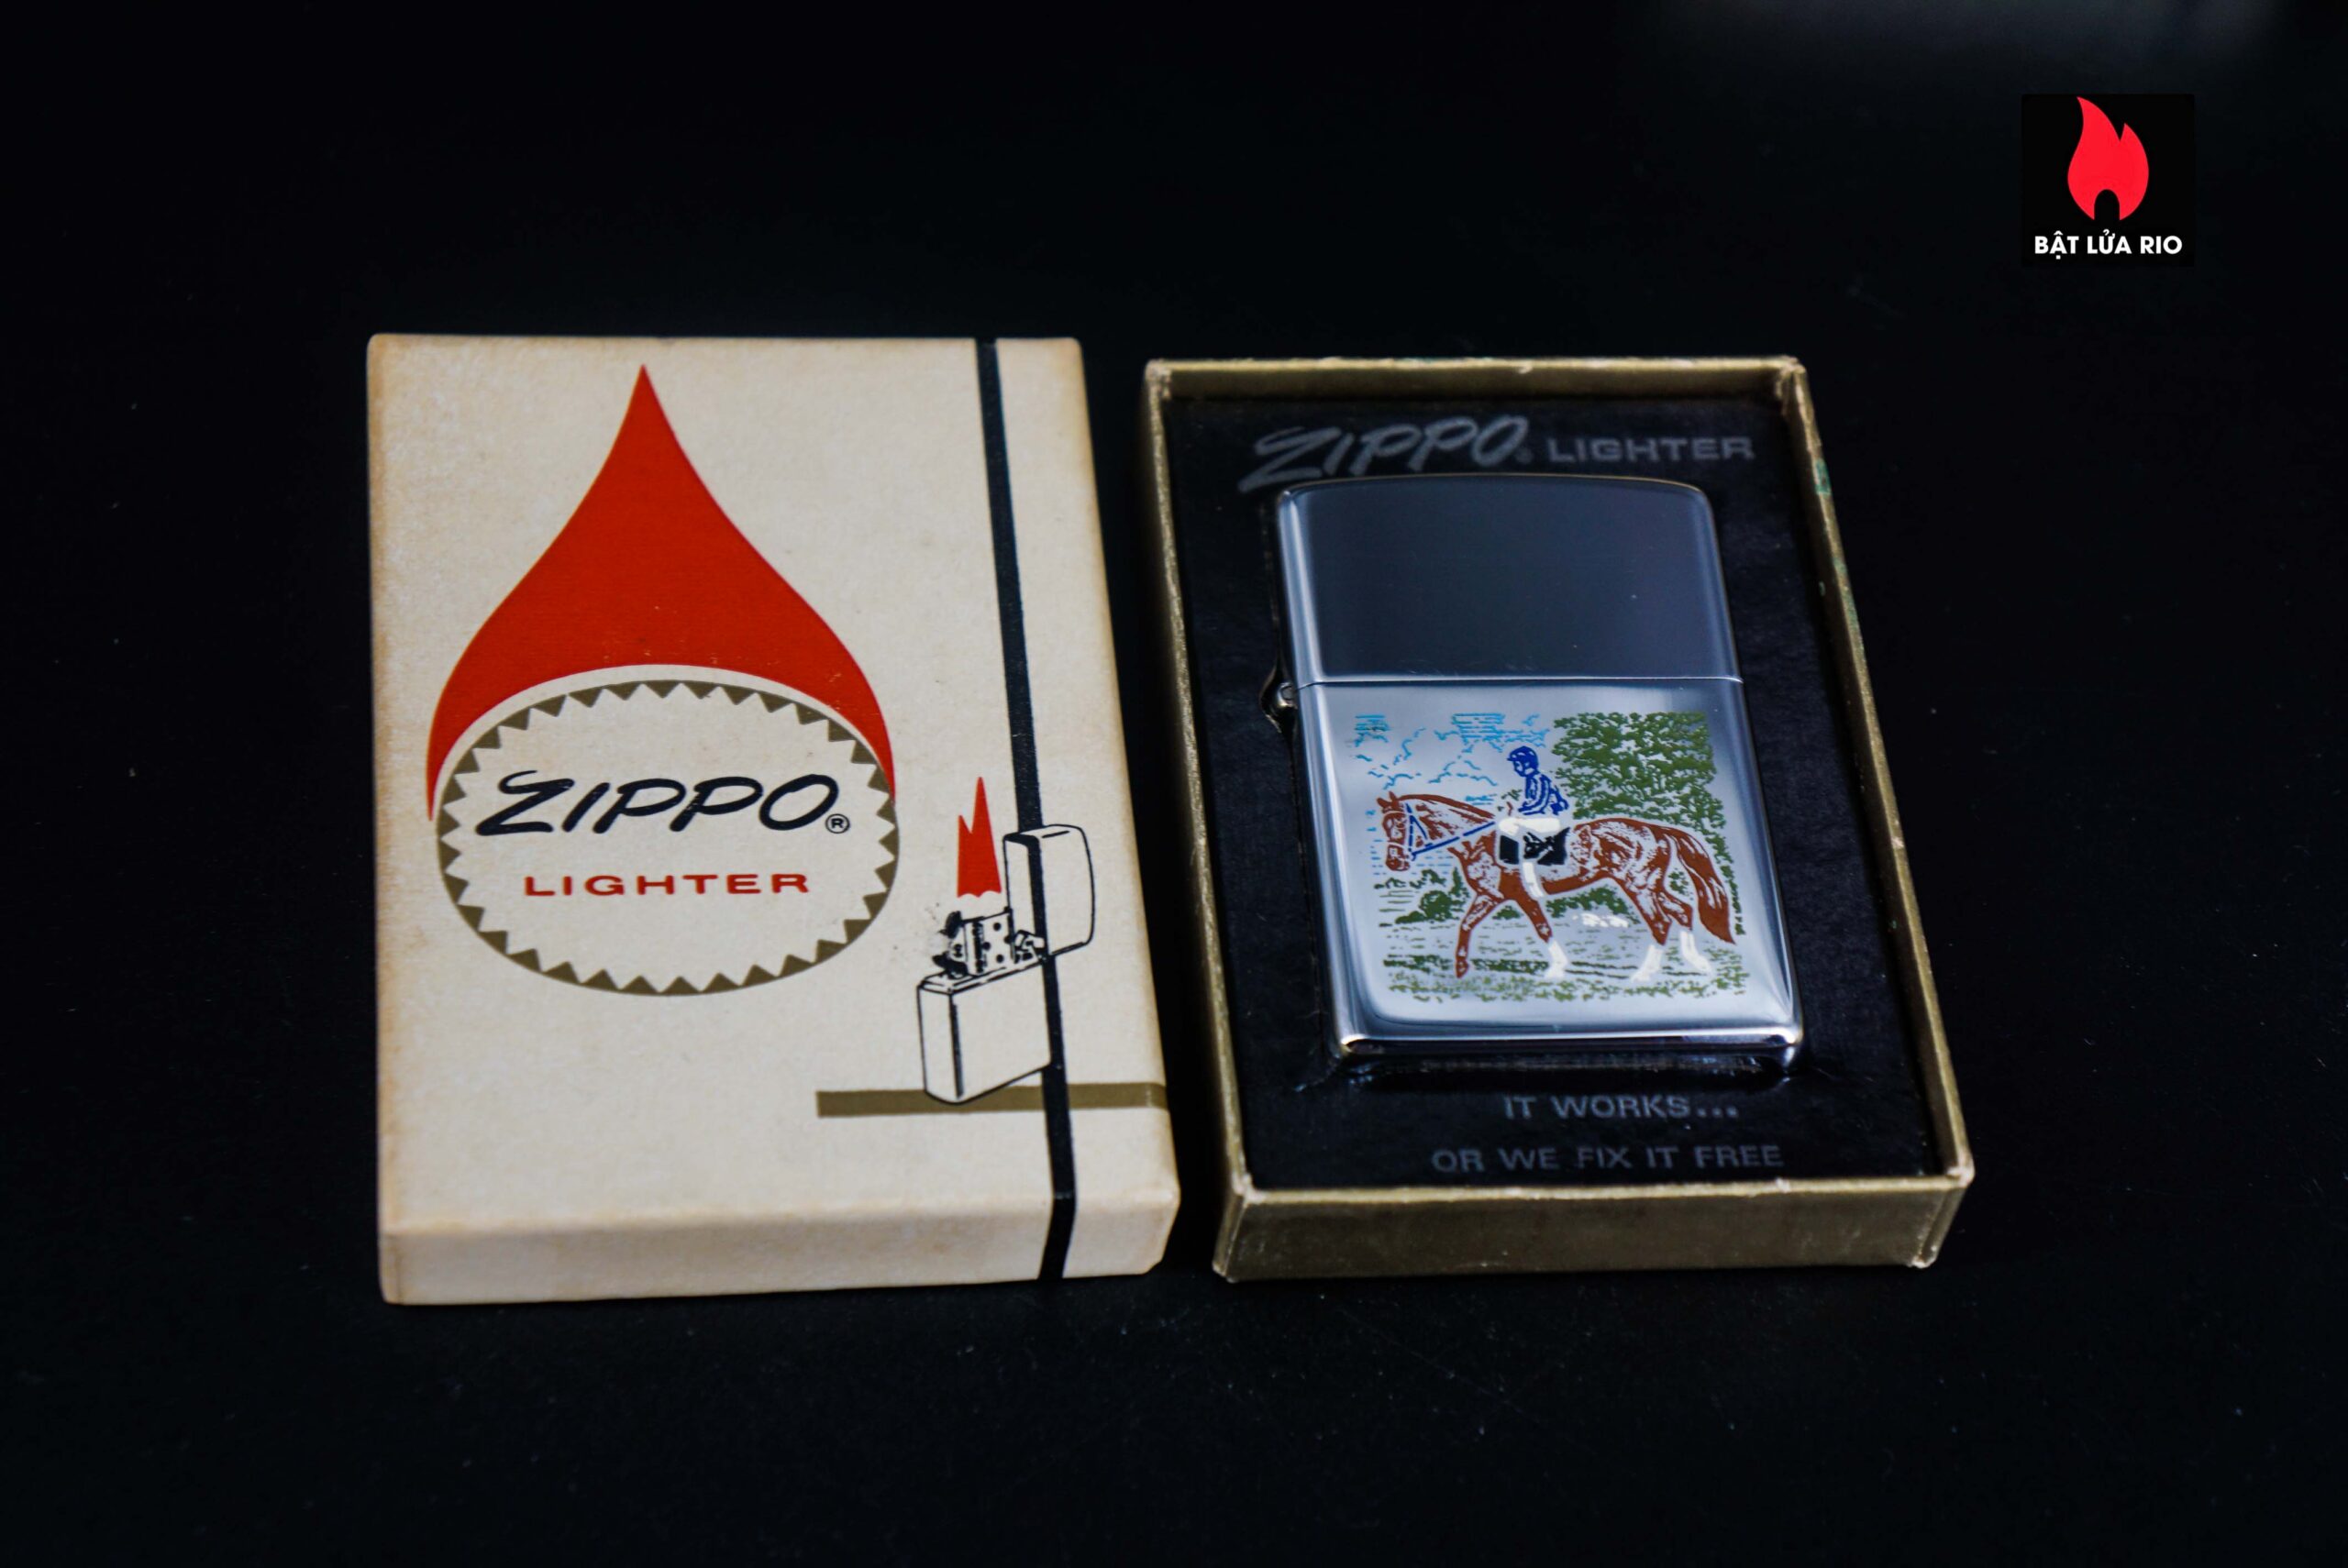 BẬT LỬA RIO
ZIPPO®
LIGHTER
ZIPPO® LIGHTER
IT WORKS...
OR WE FIX IT FREE